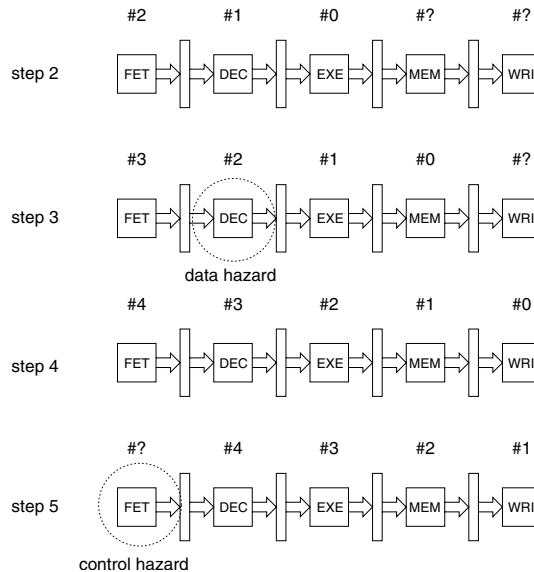 #2 #1 #0 #? #?
step 2 FET DEC EXE MEM WRI
#3 #2 #1 #0 #?
step 3 FET DEC EXE MEM WRI
data hazard
#4 #3 #2 #1 #0
step 4 FET DEC EXE MEM WRI
#? #4 #3 #2 #1
step 5 FET DEC EXE MEM WRI
control hazard